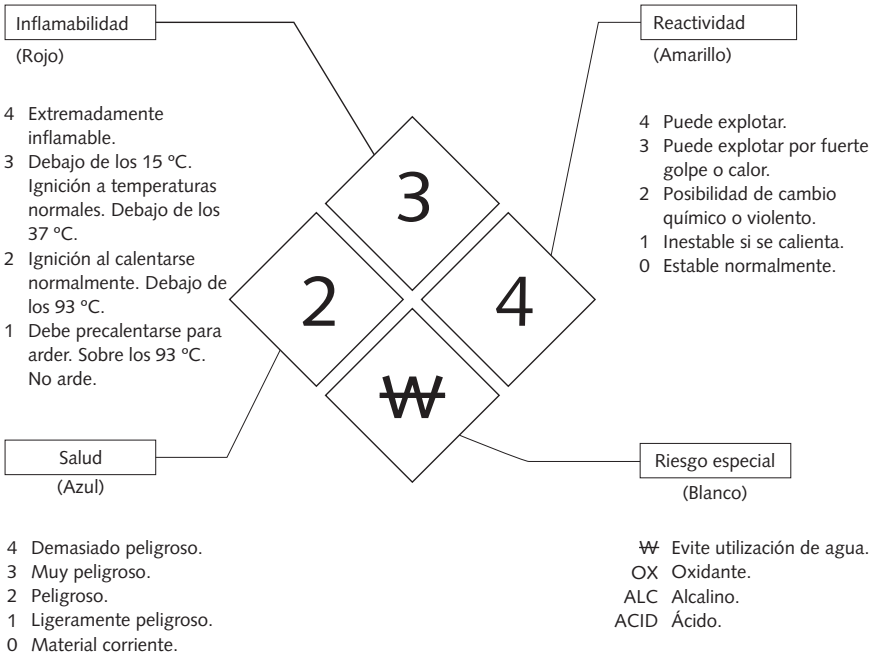 Inflamabilidad
(Rojo)
4 Extremadamente
inflamable.
3 Debajo de los 15 ºC.
Ignición a temperaturas
normales. Debajo de los
37 ºC.
2 Ignición al calentarse
normalmente. Debajo de
los 93 ºC.
1 Debe precalentarse para
arder. Sobre los 93 ºC.
No arde.
Reactividad
(Amarillo)
4 Puede explotar.
3 Puede explotar por fuerte
golpe o calor.
2 Posibilidad de cambio
químico o violento.
1 Inestable si se calienta.
0 Estable normalmente.
3
2
4
W
Salud
(Azul)
4 Demasiado peligroso.
3 Muy peligroso.
2 Peligroso.
1 Ligeramente peligroso.
0 Material corriente.
Riesgo especial
(Blanco)
W Evite utilización de agua.
OX Oxidante.
ALC Alcalino.
ACID Ácido.